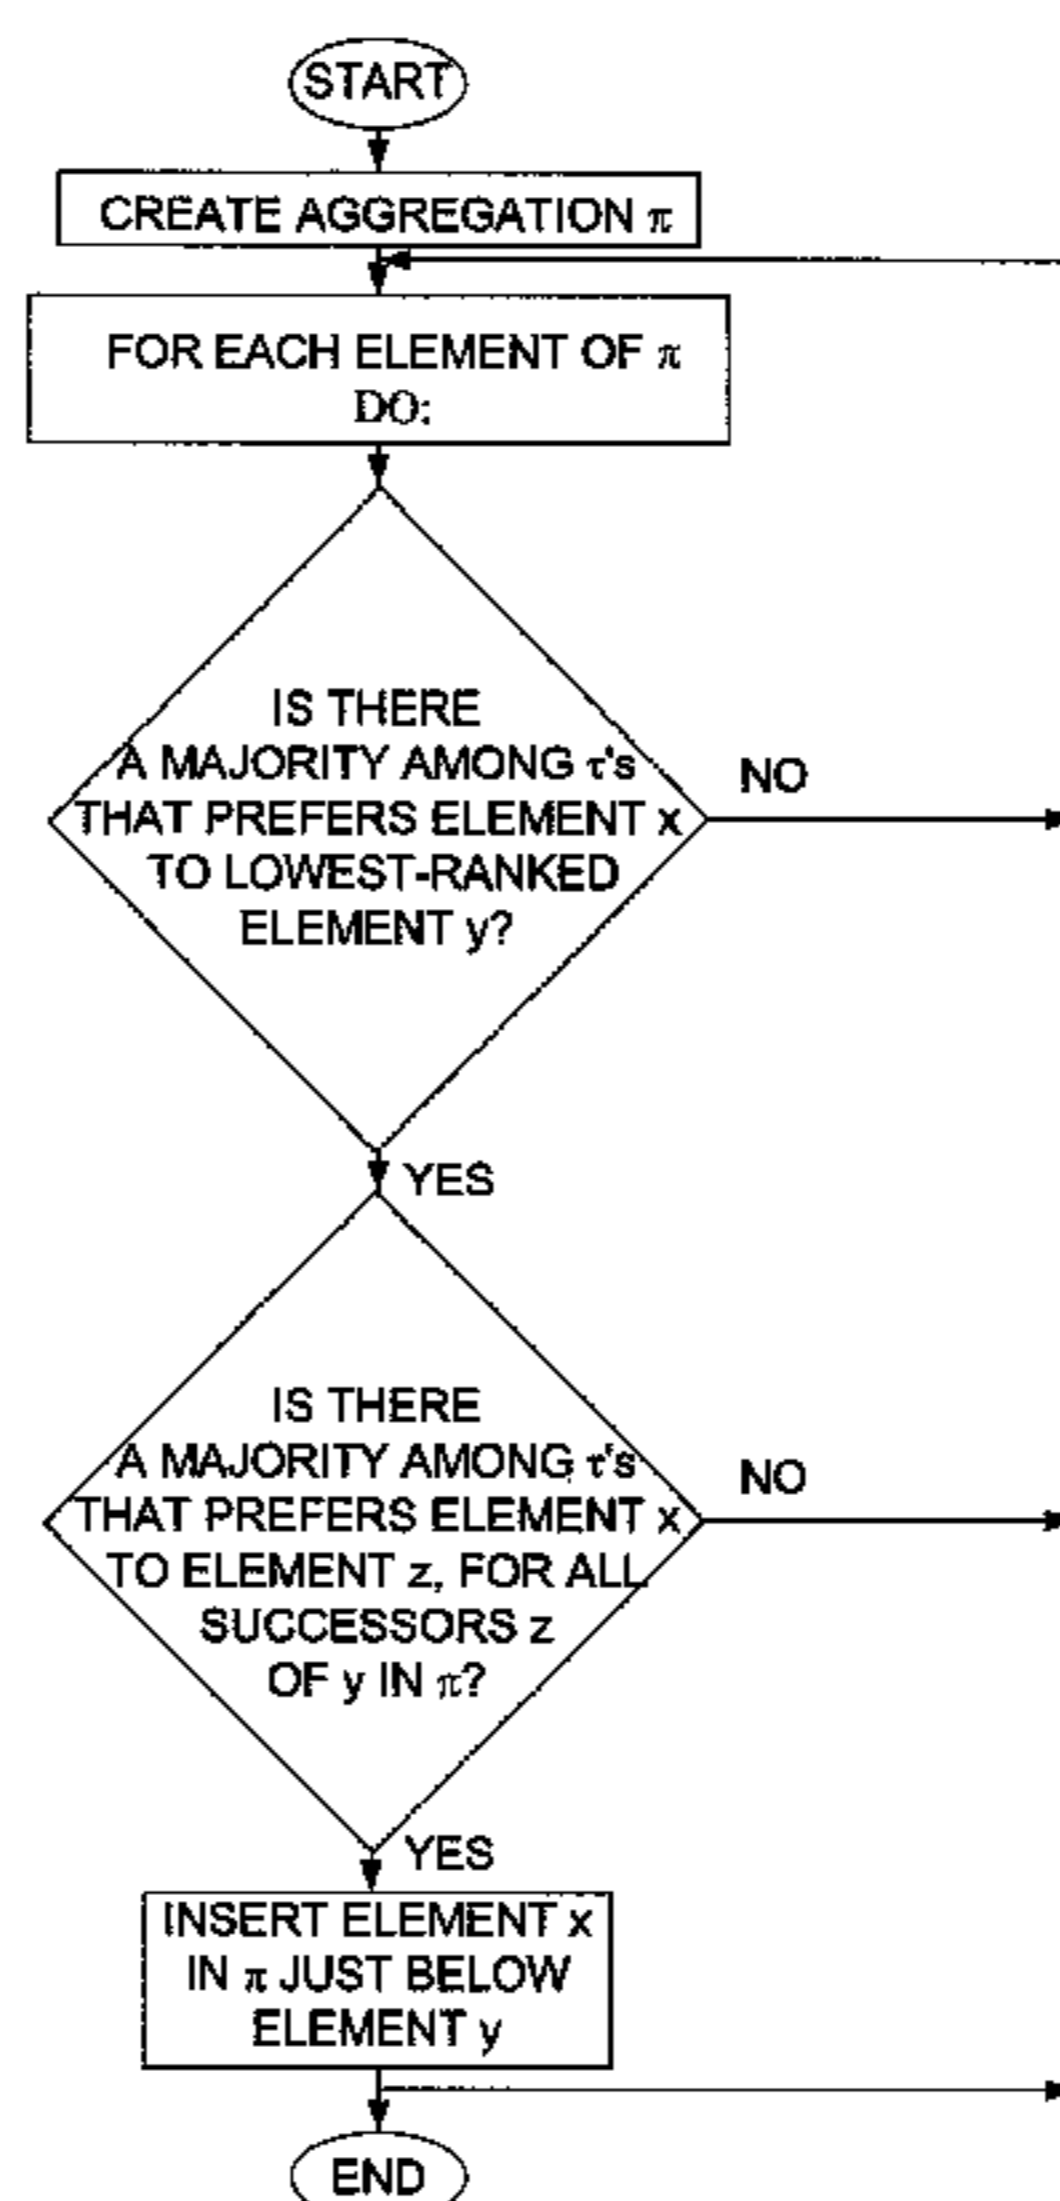 START
CREATE AGGREGATION π
FOR EACH ELEMENT OF π
DO:
IS THERE
A MAJORITY AMONG τ's
THAT PREFERS ELEMENT x
TO LOWEST-RANKED
ELEMENT y?
NO
YES
IS THERE
A MAJORITY AMONG τ's
THAT PREFERS ELEMENT x
TO ELEMENT z, FOR ALL
SUCCESSORS z
OF y IN π?
NO
YES
INSERT ELEMENT x
IN π JUST BELOW
ELEMENT y
END